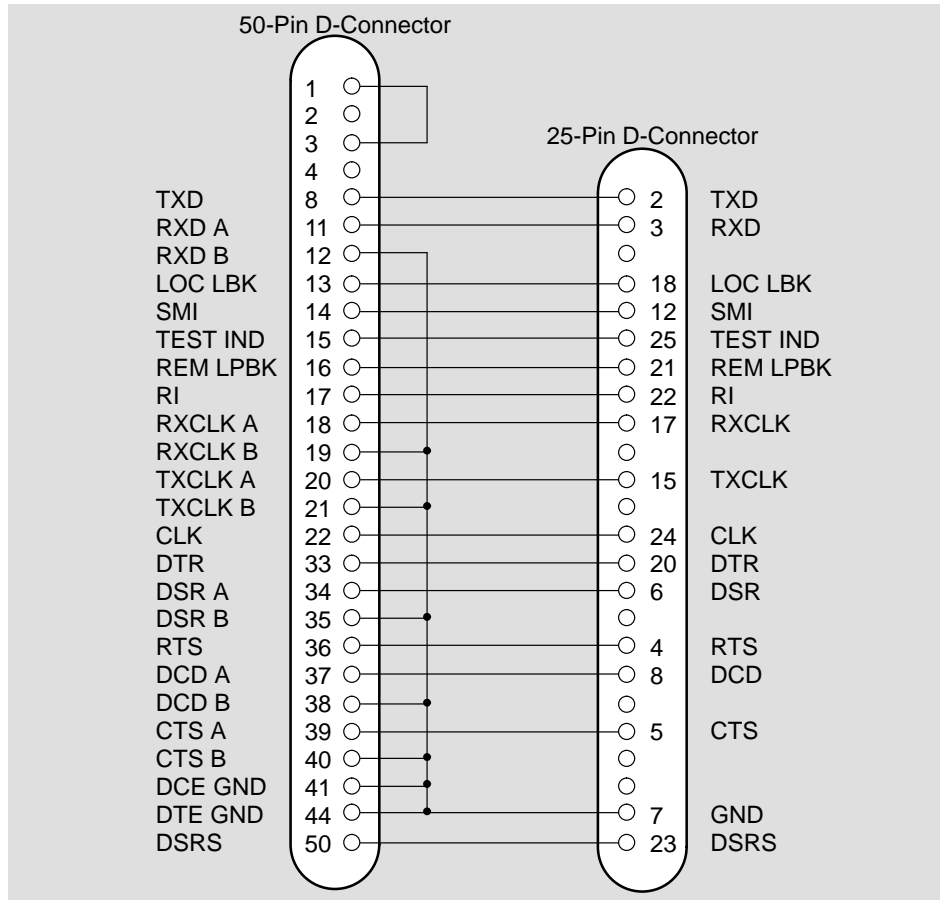 50-Pin D-Connector
1
2
3
25-Pin D-Connector
4
TXD 8 2 TXD
RXD A 11 3 RXD
RXD B 12
LOC LBK 13 18 LOC LBK
SMI 14 12 SMI
TEST IND 15 25 TEST IND
REM LPBK 16 21 REM LPBK
RI 17 22 RI
RXCLK A 18 17 RXCLK
RXCLK B 19
TXCLK A 20 15 TXCLK
TXCLK B 21
CLK 22 24 CLK
DTR 33 20 DTR
DSR A 34 6 DSR
DSR B 35
RTS 36 4 RTS
DCD A 37 8 DCD
DCD B 38
CTS A 39 5 CTS
CTS B 40
DCE GND 41
DTE GND 44 7 GND
DSRS 50 23 DSRS